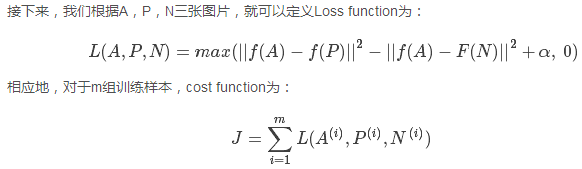 接下来，我们根据A，P，N三张图片，就可以定义Loss function为：
L(A, P, N) = max(||f(A) − f(P)||² − ||f(A) − F(N)||² + α, 0)
相应地，对于m组训练样本，cost function为：
J = ∑_{i=1}^{m} L(A^{(i)}, P^{(i)}, N^{(i)})